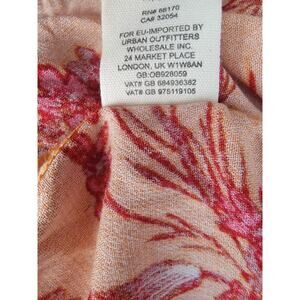 RN# 66170
CA# 32054
FOR EU-IMPORTED BY
URBAN OUTFITTERS
WHOLESALE INC.
24 MARKET PLACE
LONDON, UK W1W8AN
GB:OB928059
VAT# GB 684936382
VAT# GB 975119105